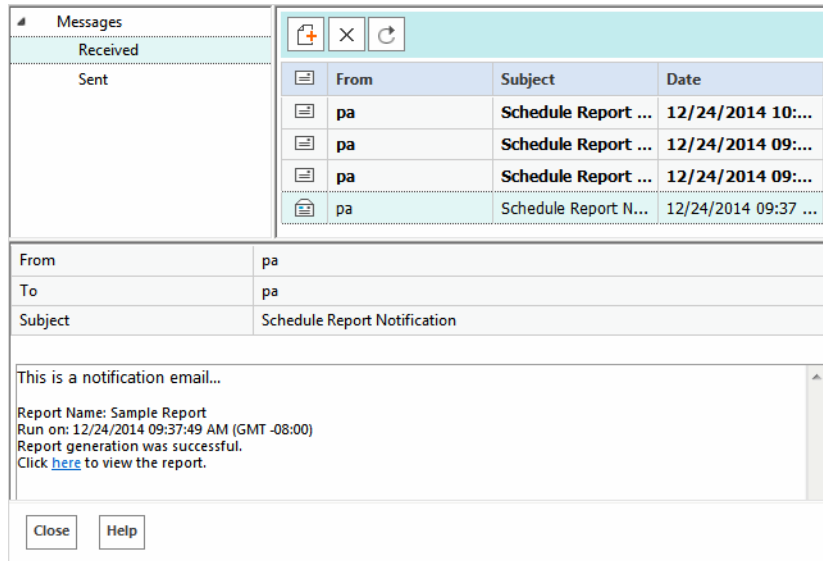 Messages
Received
Sent
From Subject Date
pa Schedule Report ... 12/24/2014 10:...
pa Schedule Report ... 12/24/2014 09:...
pa Schedule Report ... 12/24/2014 09:...
pa Schedule Report N... 12/24/2014 09:37 ...
From pa
To pa
Subject Schedule Report Notification
This is a notification email...
Report Name: Sample Report
Run on: 12/24/2014 09:37:49 AM (GMT -08:00)
Report generation was successful.
Click here to view the report.
Close Help